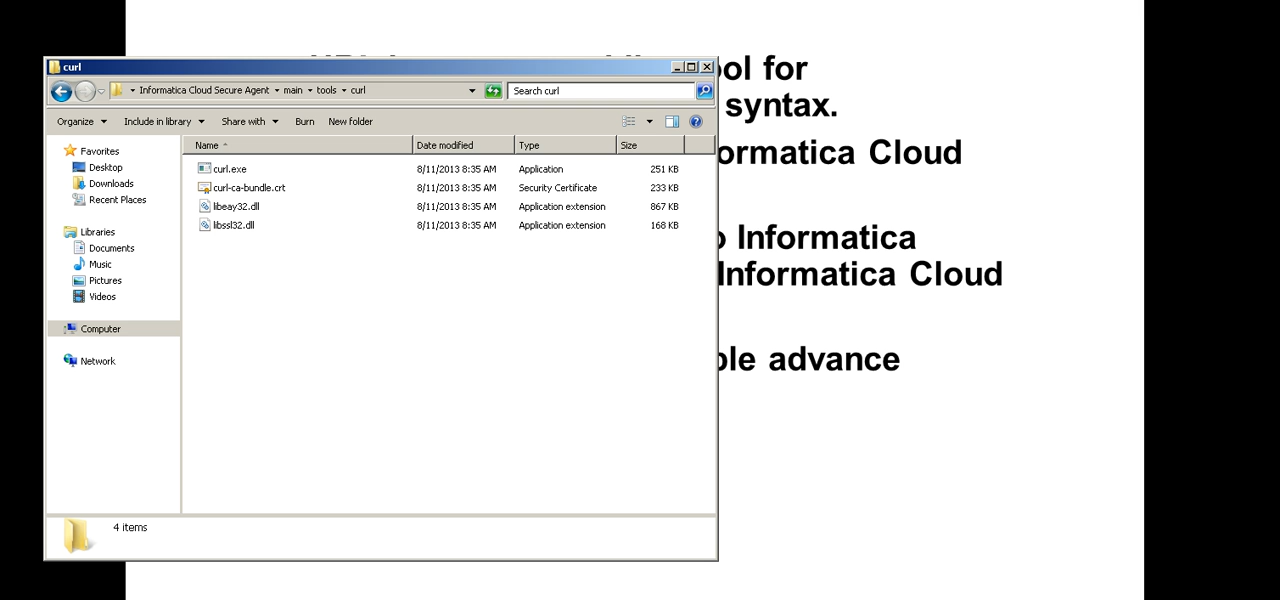 curl
Informatica Cloud Secure Agent main tools curl
Search curl
Organize Include in library Share with Burn New folder
Name Date modified Type Size
Favorites
Desktop
Downloads
Recent Places
Libraries
Documents
Music
Pictures
Videos
Computer
Network
curl.exe 8/11/2013 8:35 AM Application 251 KB
curl-ca-bundle.crt 8/11/2013 8:35 AM Security Certificate 233 KB
libeay32.dll 8/11/2013 8:35 AM Application extension 867 KB
libssl32.dll 8/11/2013 8:35 AM Application extension 168 KB
4 items
for
syntax.
Cloud
Informatica
Informatica Cloud
advance